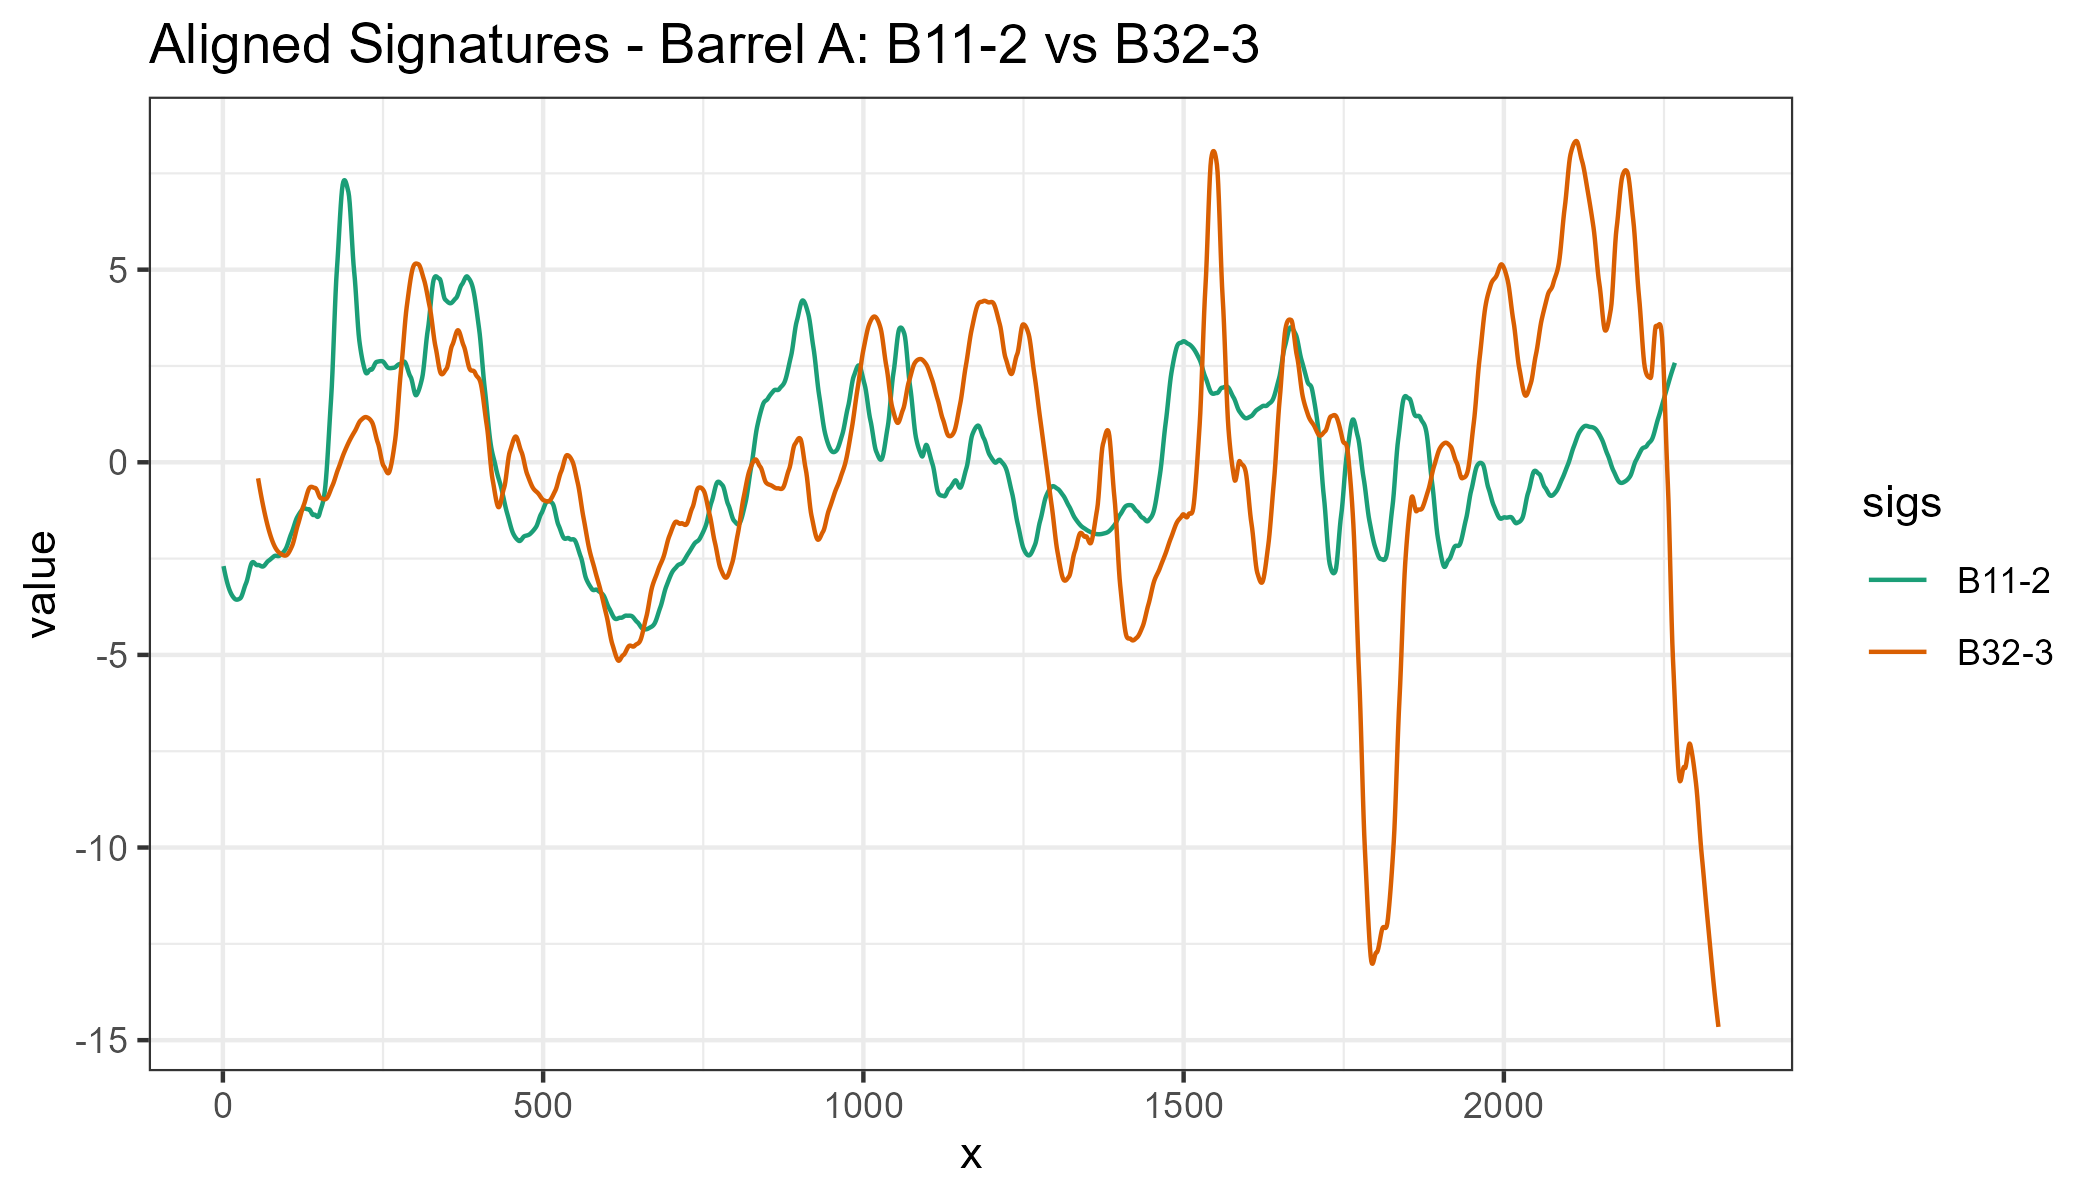 Aligned Signatures - Barrel A: B11-2 vs B32-3
5
0
-5
-10
-15
value
0 500 1000 1500 2000
x
sigs
B11-2
B32-3